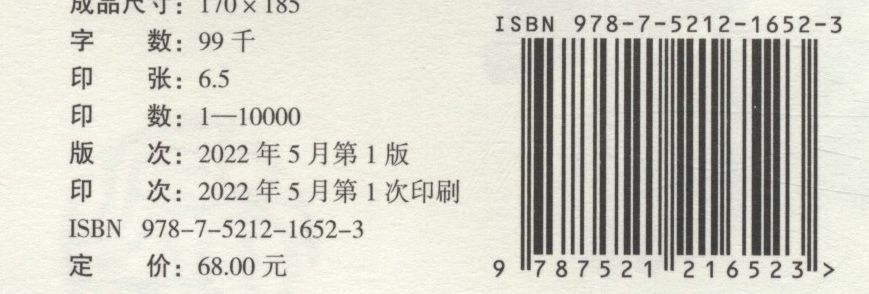 成品尺寸：170×185
字 数：99千
印 张：6.5
印 数：1—10000
版 次：2022年5月第1版
印 次：2022年5月第1次印刷
ISBN 978-7-5212-1652-3
定 价：68.00元
ISBN 978-7-5212-1652-3
9 787521 216523 >